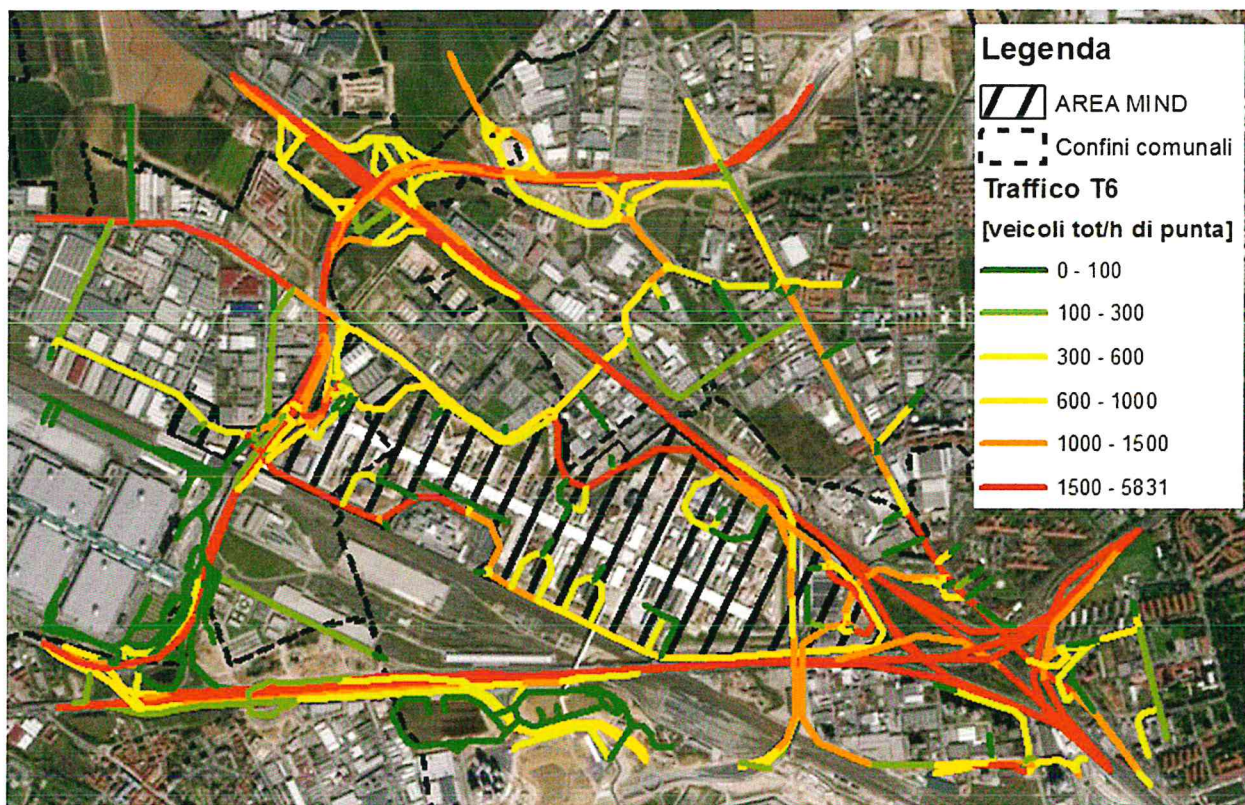 Legenda
AREA MIND
Confini comunali
Traffico T6
[veicoli tot/h di punta]
0 - 100
100 - 300
300 - 600
600 - 1000
1000 - 1500
1500 - 5831